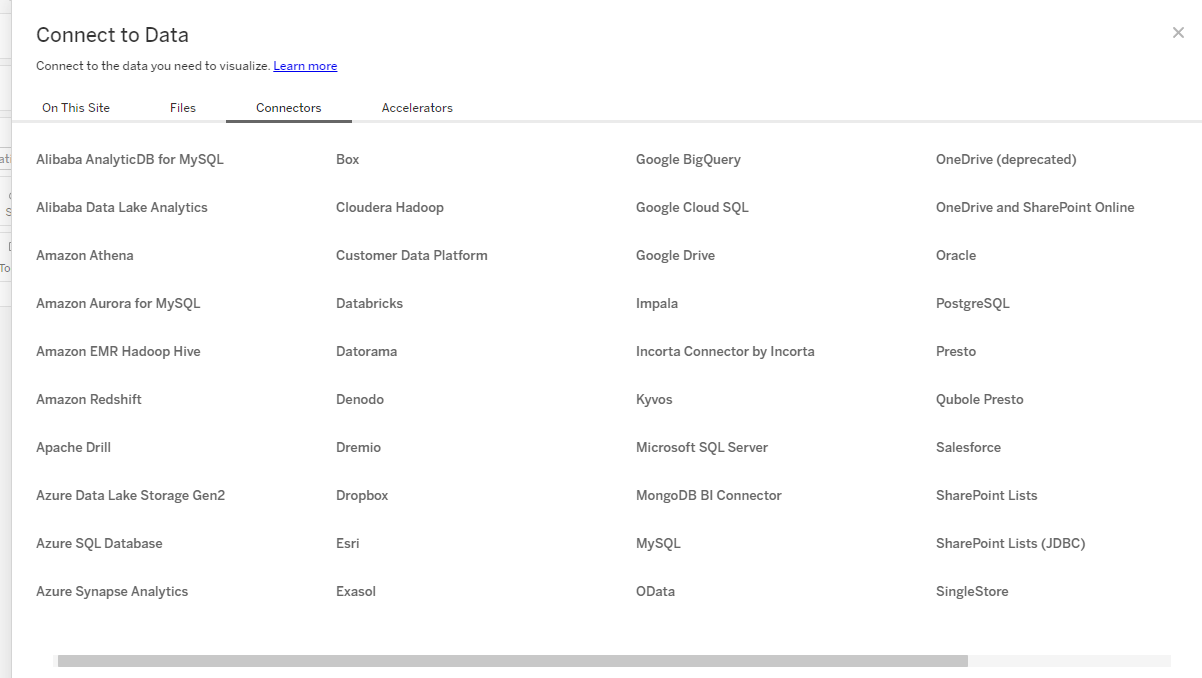 Connect to Data
Connect to the data you need to visualize. Learn more
On This Site
Files
Connectors
Accelerators
Alibaba AnalyticDB for MySQL
Alibaba Data Lake Analytics
Amazon Athena
Amazon Aurora for MySQL
Amazon EMR Hadoop Hive
Amazon Redshift
Apache Drill
Azure Data Lake Storage Gen2
Azure SQL Database
Azure Synapse Analytics
Box
Cloudera Hadoop
Customer Data Platform
Databricks
Datorama
Denodo
Dremio
Dropbox
Esri
Exasol
Google BigQuery
Google Cloud SQL
Google Drive
Impala
Incorta Connector by Incorta
Kyvos
Microsoft SQL Server
MongoDB BI Connector
MySQL
OData
OneDrive (deprecated)
OneDrive and SharePoint Online
Oracle
PostgreSQL
Presto
Qubole Presto
Salesforce
SharePoint Lists
SharePoint Lists (JDBC)
SingleStore